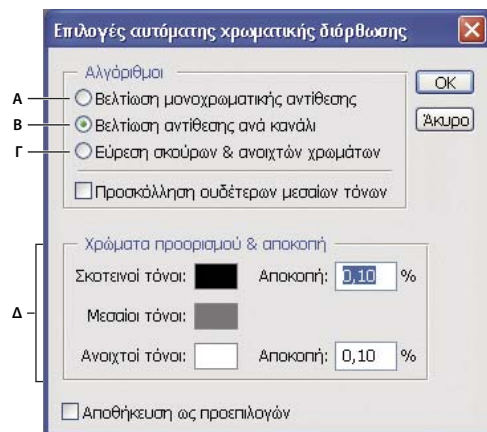 Επιλογές αυτόματης χρωματικής διόρθωσης
Αλγόριθμοι
OK
Α Βελτίωση μονοχρωματικής αντίθεσης
Β Βελτίωση αντίθεσης ανά κανάλι
Άκυρο
Γ Εύρεση σκούρων & ανοιχτών χρωμάτων
Προσκόλληση ουδέτερων μεσαίων τόνων
Χρώματα προορισμού & αποκοπή
Σκοτεινοί τόνοι: Αποκοπή: 0,10 %
Δ Μεσαίοι τόνοι:
Ανοιχτοί τόνοι: Αποκοπή: 0,10 %
Αποθήκευση ως προεπιλογών